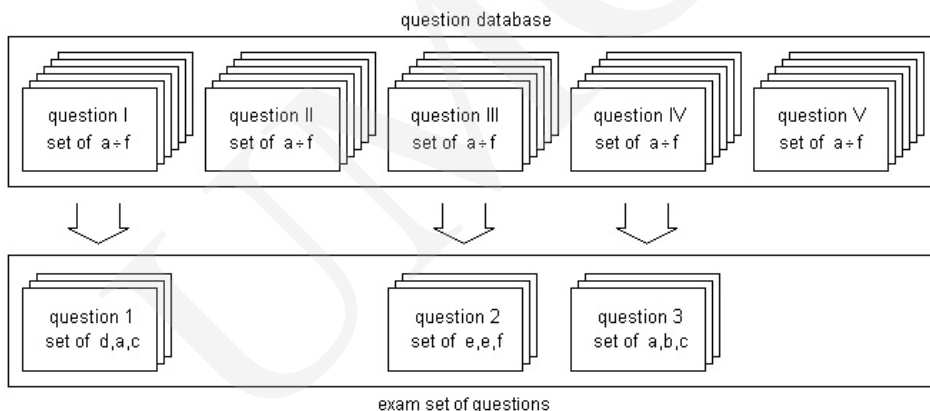 question database
question I
set of a÷f
question II
set of a÷f
question III
set of a÷f
question IV
set of a÷f
question V
set of a÷f
question 1
set of d,a,c
question 2
set of e,e,f
question 3
set of a,b,c
exam set of questions